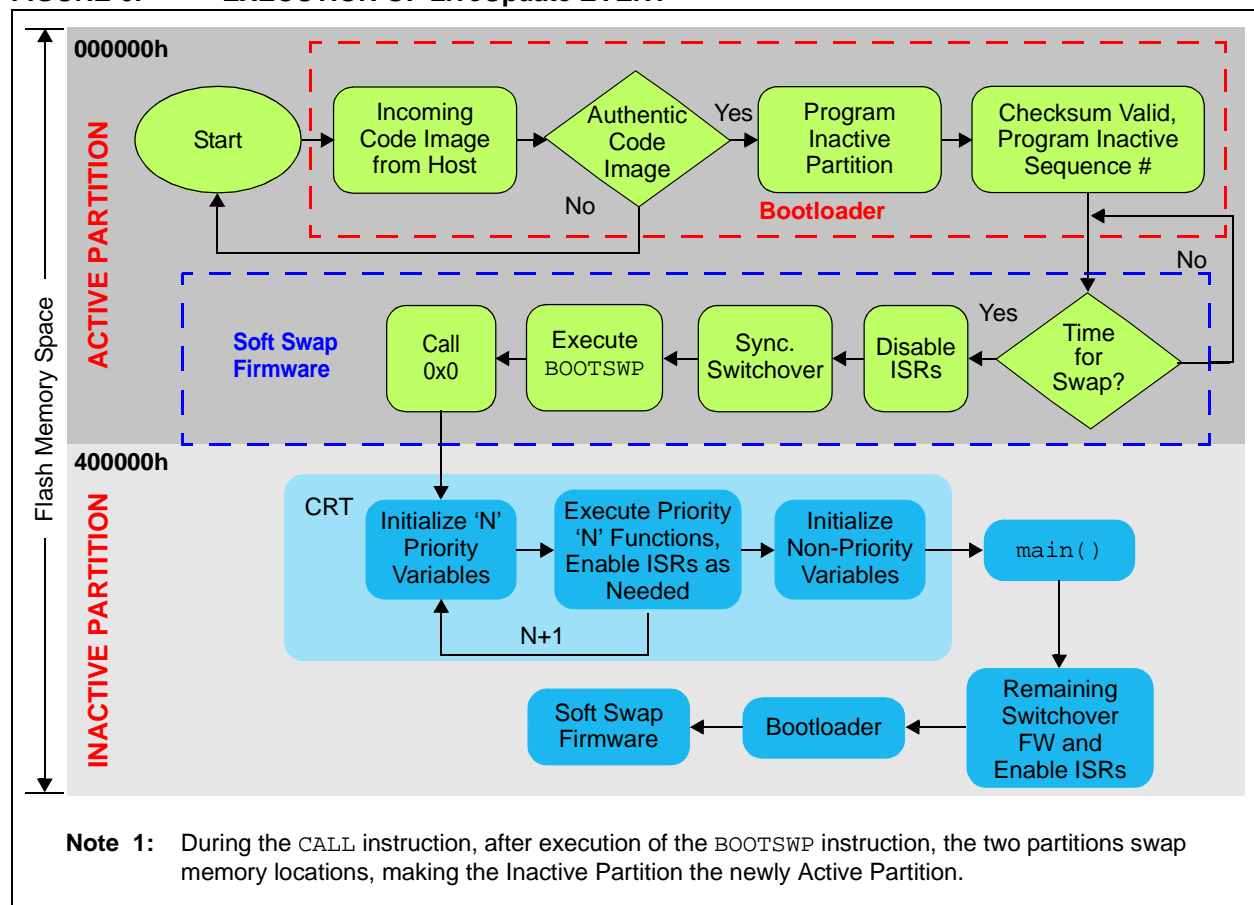 000000h
Flash Memory Space
ACTIVE PARTITION
Start
Incoming
Code Image
from Host
Authentic
Code
Image
Yes
No
Program
Inactive
Partition
Checksum Valid,
Program Inactive
Sequence #
Bootloader
No
Soft Swap
Firmware
Call
0x0
Execute
BOOTSWP
Sync.
Switchover
Disable
ISRs
Yes
Time
for
Swap?
400000h
INACTIVE PARTITION
CRT
Initialize ‘N’
Priority
Variables
Execute Priority
‘N’ Functions,
Enable ISRs as
Needed
Initialize
Non-Priority
Variables
main()
N+1
Soft Swap
Firmware
Bootloader
Remaining
Switchover
FW and
Enable ISRs
Note 1: During the CALL instruction, after execution of the BOOTSWP instruction, the two partitions swap
memory locations, making the Inactive Partition the newly Active Partition.